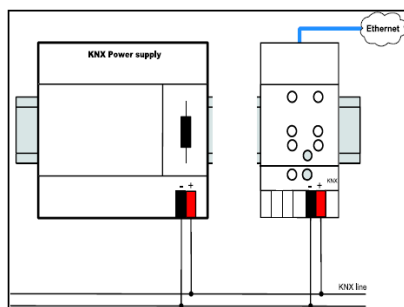 KNX Power supply
Ethernet
KNX
- +
- +
KNX line